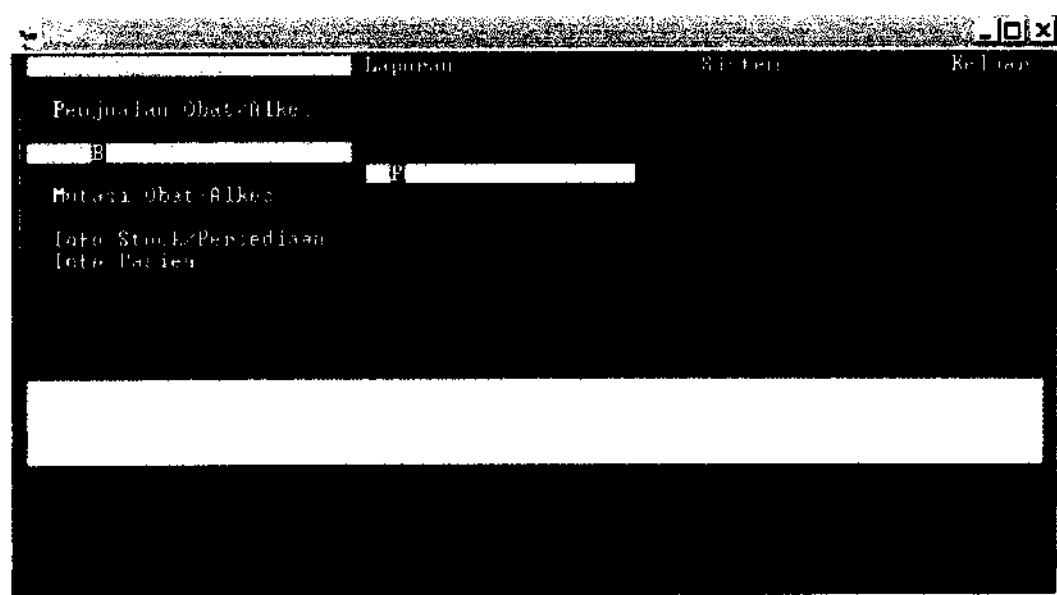 Laporan Sistem Keluar
Penjualan Obat/Alkes
B
P
Mutasi Obat/Alkes
Info Stock/Persediaan
Info Pasien